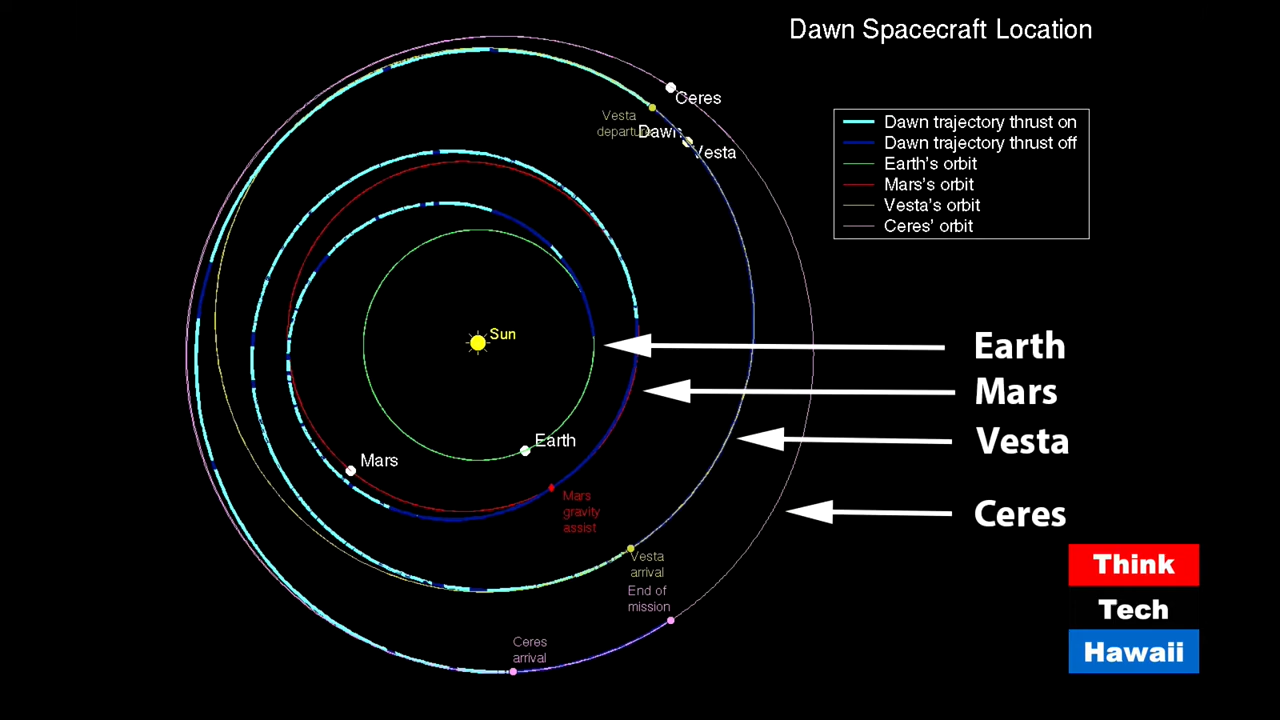 Dawn Spacecraft Location
Ceres
Vesta
departure
Dawn
Vesta
Dawn trajectory thrust on
Dawn trajectory thrust off
Earth's orbit
Mars's orbit
Vesta's orbit
Ceres' orbit
Sun
Earth
Mars
Vesta
Ceres
Earth
Mars
Mars
gravity
assist
Vesta
arrival
End of
mission
Ceres
arrival
Think
Tech
Hawaii